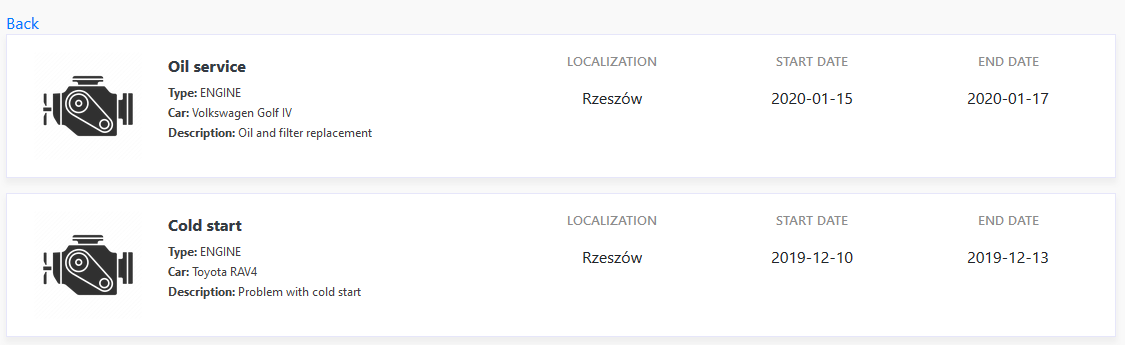 Back
Oil service
Type: ENGINE
Car: Volkswagen Golf IV
Description: Oil and filter replacement
LOCALIZATION
Rzeszów
START DATE
2020-01-15
END DATE
2020-01-17
Cold start
Type: ENGINE
Car: Toyota RAV4
Description: Problem with cold start
LOCALIZATION
Rzeszów
START DATE
2019-12-10
END DATE
2019-12-13